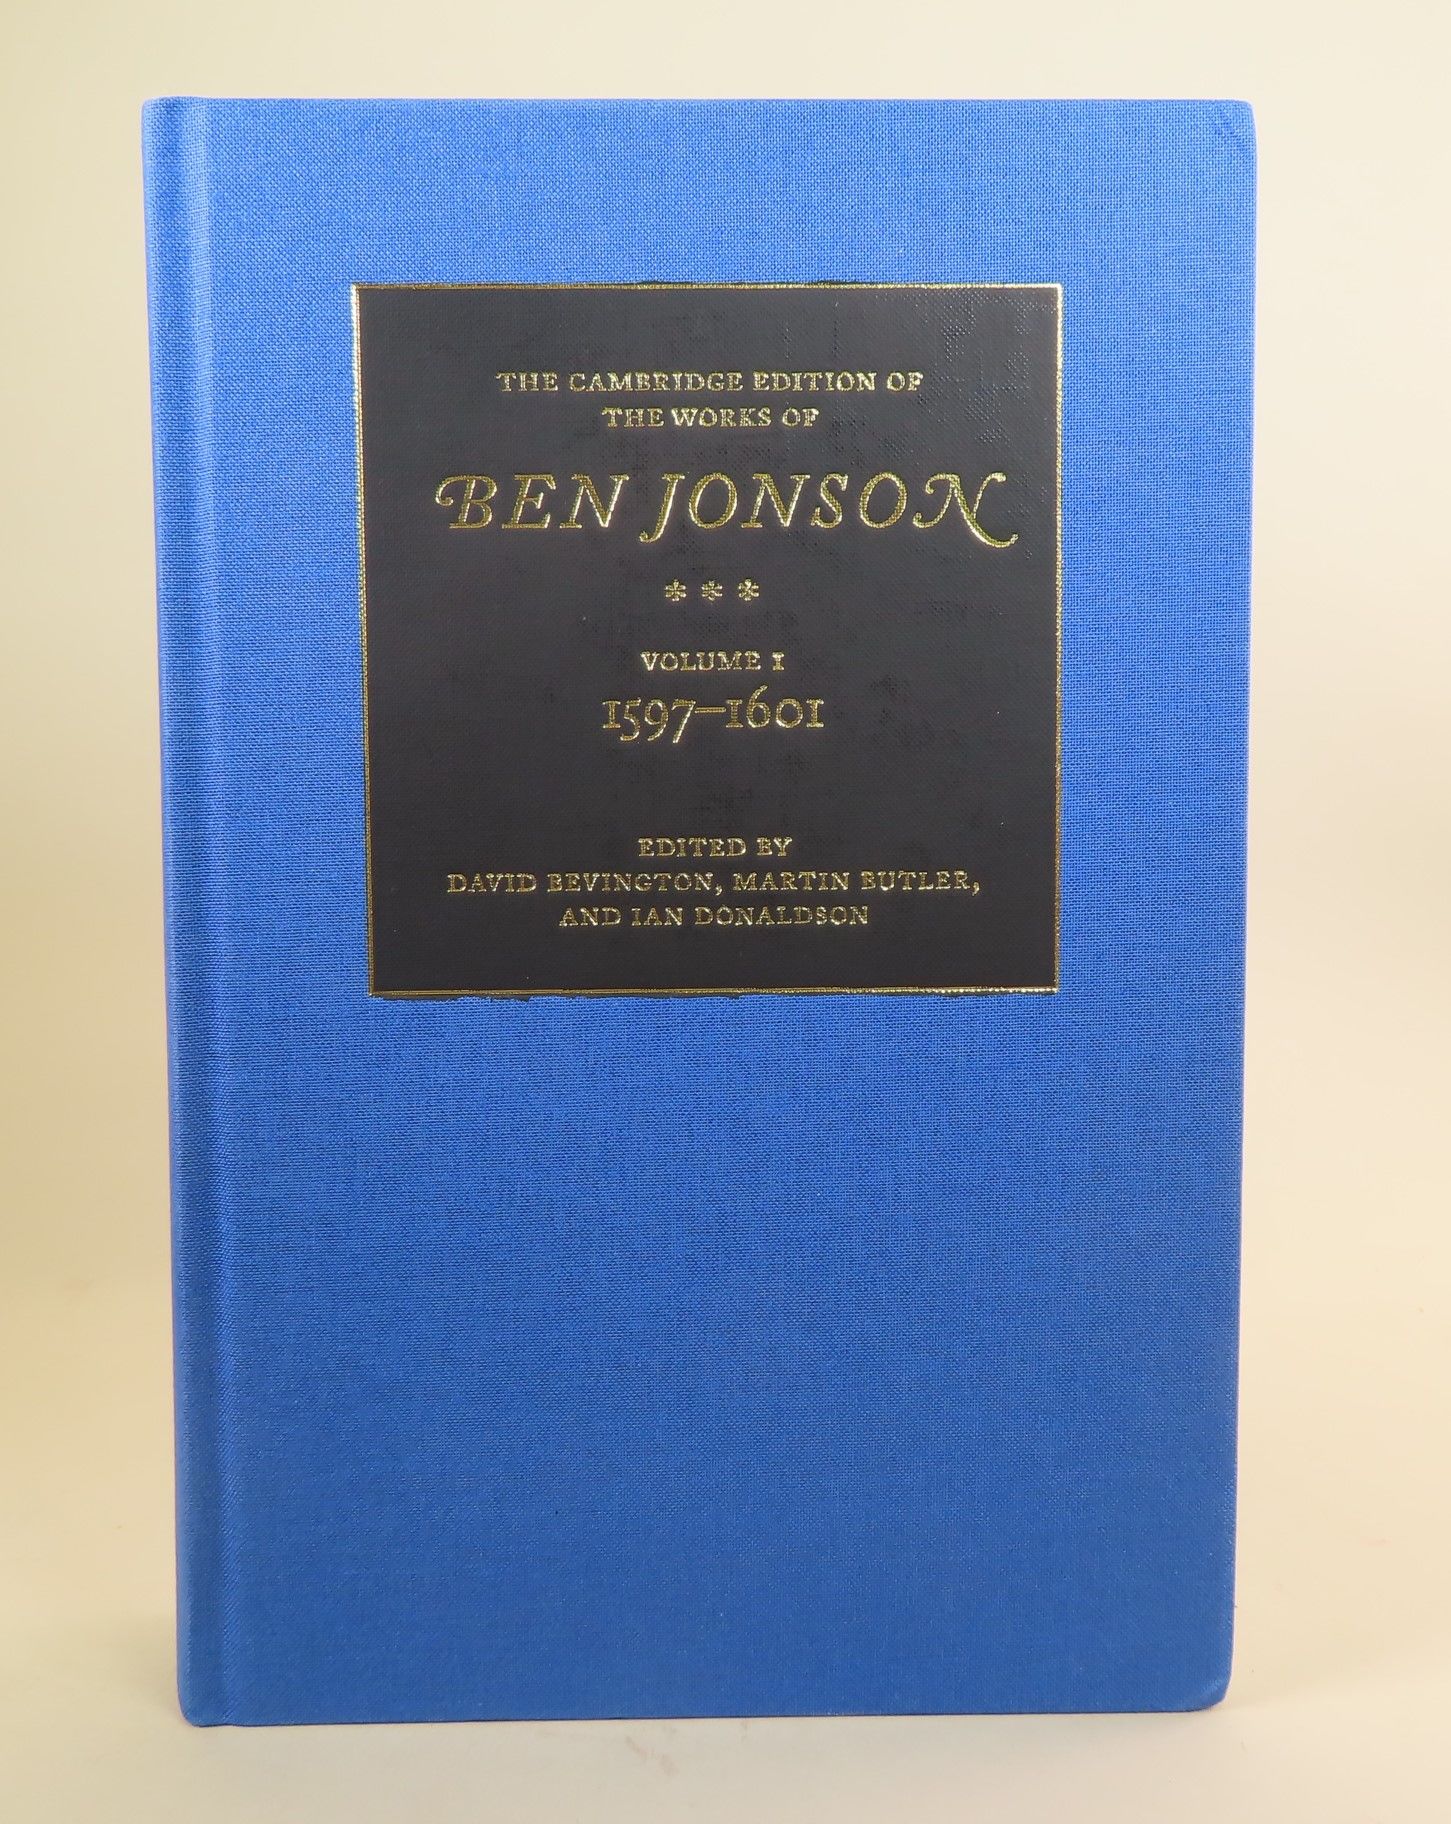 THE CAMBRIDGE EDITION OF
THE WORKS OF
BEN JONSON
* * *
VOLUME I
1597–1601
EDITED BY
DAVID BEVINGTON, MARTIN BUTLER,
AND IAN DONALDSON